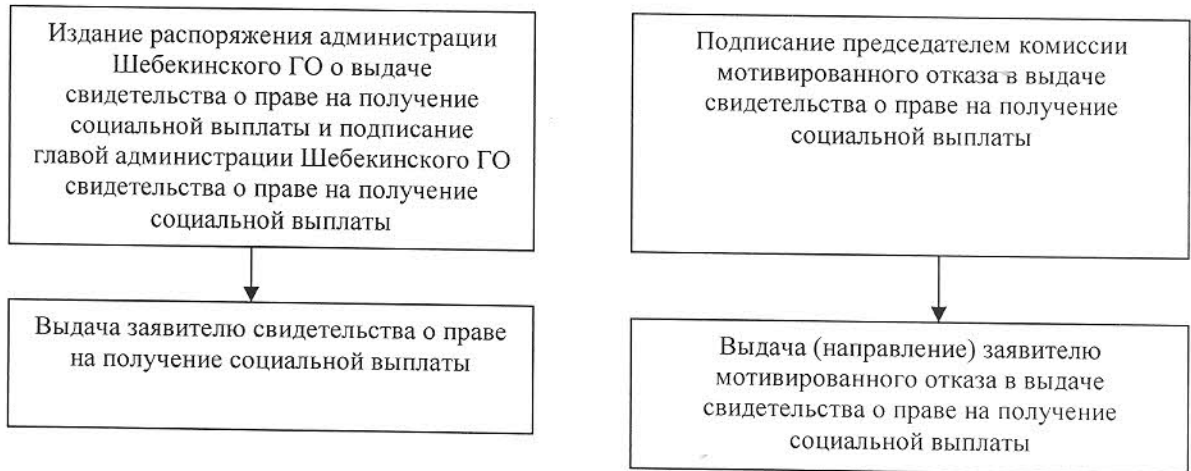 Издание распоряжения администрации
Шебекинского ГО о выдаче
свидетельства о праве на получение
социальной выплаты и подписание
главой администрации Шебекинского ГО
свидетельства о праве на получение
социальной выплаты
Выдача заявителю свидетельства о праве
на получение социальной выплаты
Подписание председателем комиссии
мотивированного отказа в выдаче
свидетельства о праве на получение
социальной выплаты
Выдача (направление) заявителю
мотивированного отказа в выдаче
свидетельства о праве на получение
социальной выплаты